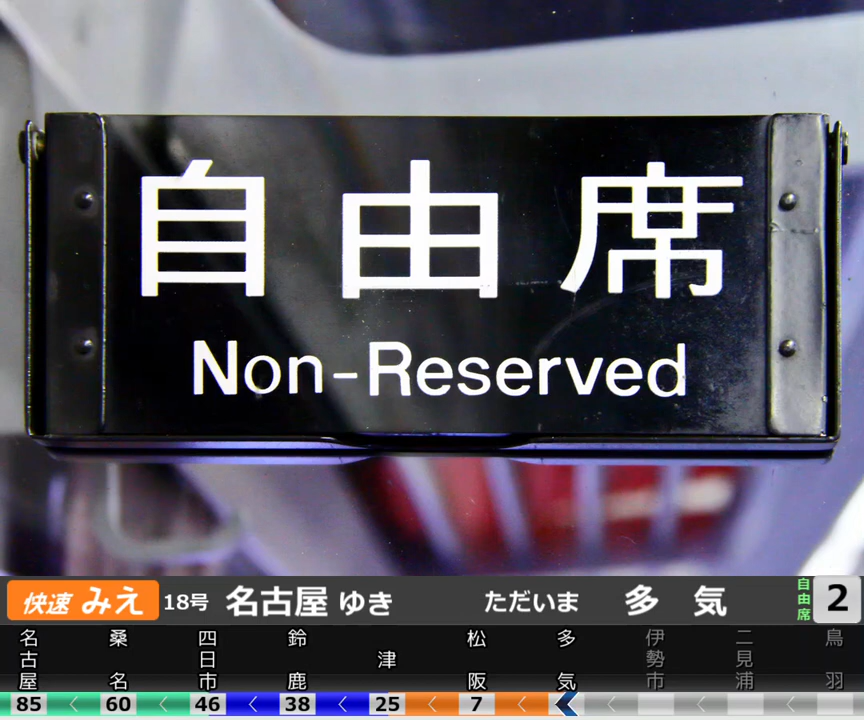 自由席
Non-Reserved
快速 みえ 18号 名古屋 ゆき ただいま 多気 自由席 2
名古屋 桑名 四日市 鈴鹿 津 松阪 多気 伊勢市 二見浦 鳥羽
85 < 60 < 46 < 38 < 25 < 7 < < < <